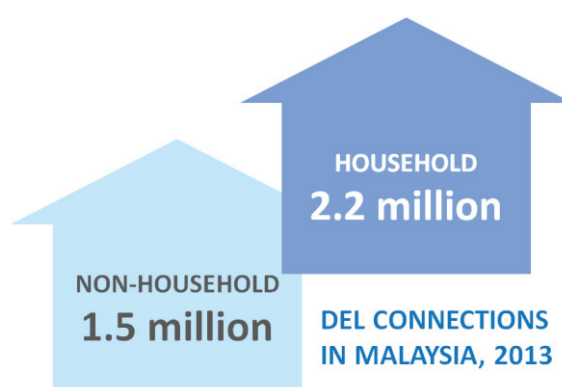 HOUSEHOLD
2.2 million
NON-HOUSEHOLD
1.5 million
DEL CONNECTIONS
IN MALAYSIA, 2013